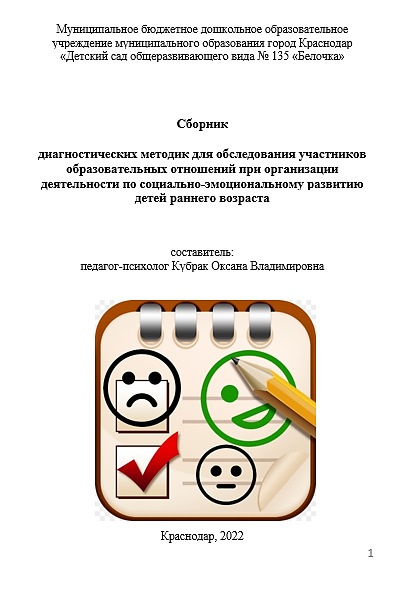 Муниципальное бюджетное дошкольное образовательное
учреждение муниципального образования город Краснодар
«Детский сад общеразвивающего вида № 135 «Белочка»
Сборник
диагностических методик для обследования участников
образовательных отношений при организации
деятельности по социально-эмоциональному развитию
детей раннего возраста
составитель:
педагог-психолог Кубрак Оксана Владимировна
Краснодар, 2022
1